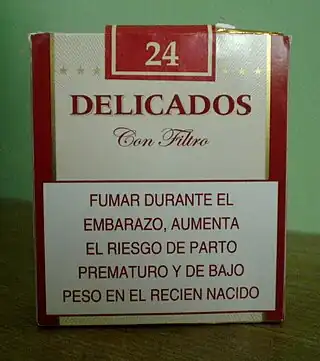 24
DELICADOS
Con Filtro
FUMAR DURANTE EL
EMBARAZO, AUMENTA
EL RIESGO DE PARTO
PREMATURO Y DE BAJO
PESO EN EL RECIEN NACIDO